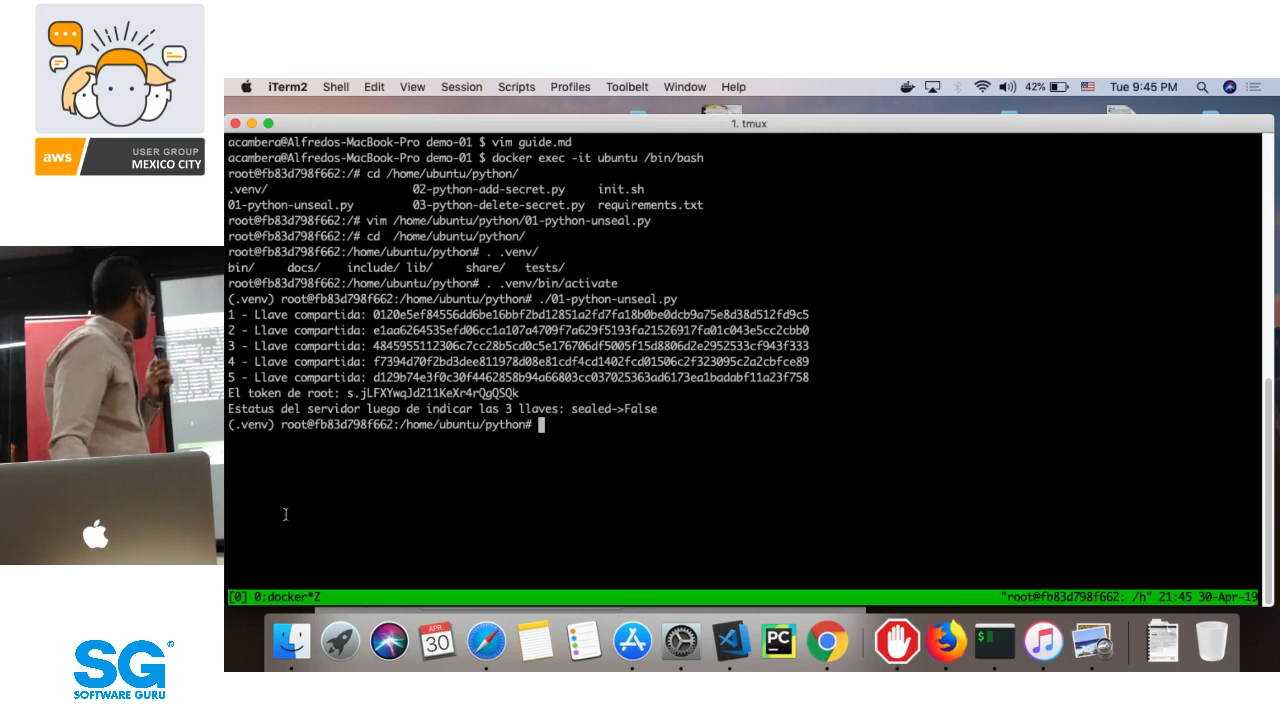 aws
USER GROUP
MEXICO CITY
iTerm2 Shell Edit View Session Scripts Profiles Toolbelt Window Help 42% Tue 9:45 PM
1. tmux
acambera@Alfredos-MacBook-Pro demo-01 $ vim guide.md
acambera@Alfredos-MacBook-Pro demo-01 $ docker exec -it ubuntu /bin/bash
root@fb83d798f662:/# cd /home/ubuntu/python/
.venv/ 02-python-add-secret.py init.sh
01-python-unseal.py 03-python-delete-secret.py requirements.txt
root@fb83d798f662:/# vim /home/ubuntu/python/01-python-unseal.py
root@fb83d798f662:/# cd /home/ubuntu/python/
root@fb83d798f662:/home/ubuntu/python# . .venv/
bin/ docs/ include/ lib/ share/ tests/
root@fb83d798f662:/home/ubuntu/python# . .venv/bin/activate
(.venv) root@fb83d798f662:/home/ubuntu/python# ./01-python-unseal.py
1 - Llave compartida: 0120e5ef84556dd6be16bbf2bd12851a2fd7fa18b0be0dcb9a75e8d38d512fd9c5
2 - Llave compartida: e1aa6264535efd06cc1a107a4709f7a629f5193fa21526917fa01c043e5cc2cbb0
3 - Llave compartida: 4845955112306c7cc28b5cd0c5e176706df5005f15d8806d2e2952533cf943f333
4 - Llave compartida: f7394d70f2bd3dee811978d08e81cdf4cd1402fcd01506c2f323095c2a2cbfce89
5 - Llave compartida: d129b74e3f0c30f4462858b94a66803cc037025363ad6173ea1badabf11a23f758
El token de root: s.jLFXYwqJd211KeXr4rQgQSQk
Estatus del servidor luego de indicar las 3 llaves: sealed->False
(.venv) root@fb83d798f662:/home/ubuntu/python#
[0] 0:docker*Z "root@fb83d798f662: /h" 21:45 30-Apr-19
APR
30
PC
$
SG
SOFTWARE GURU